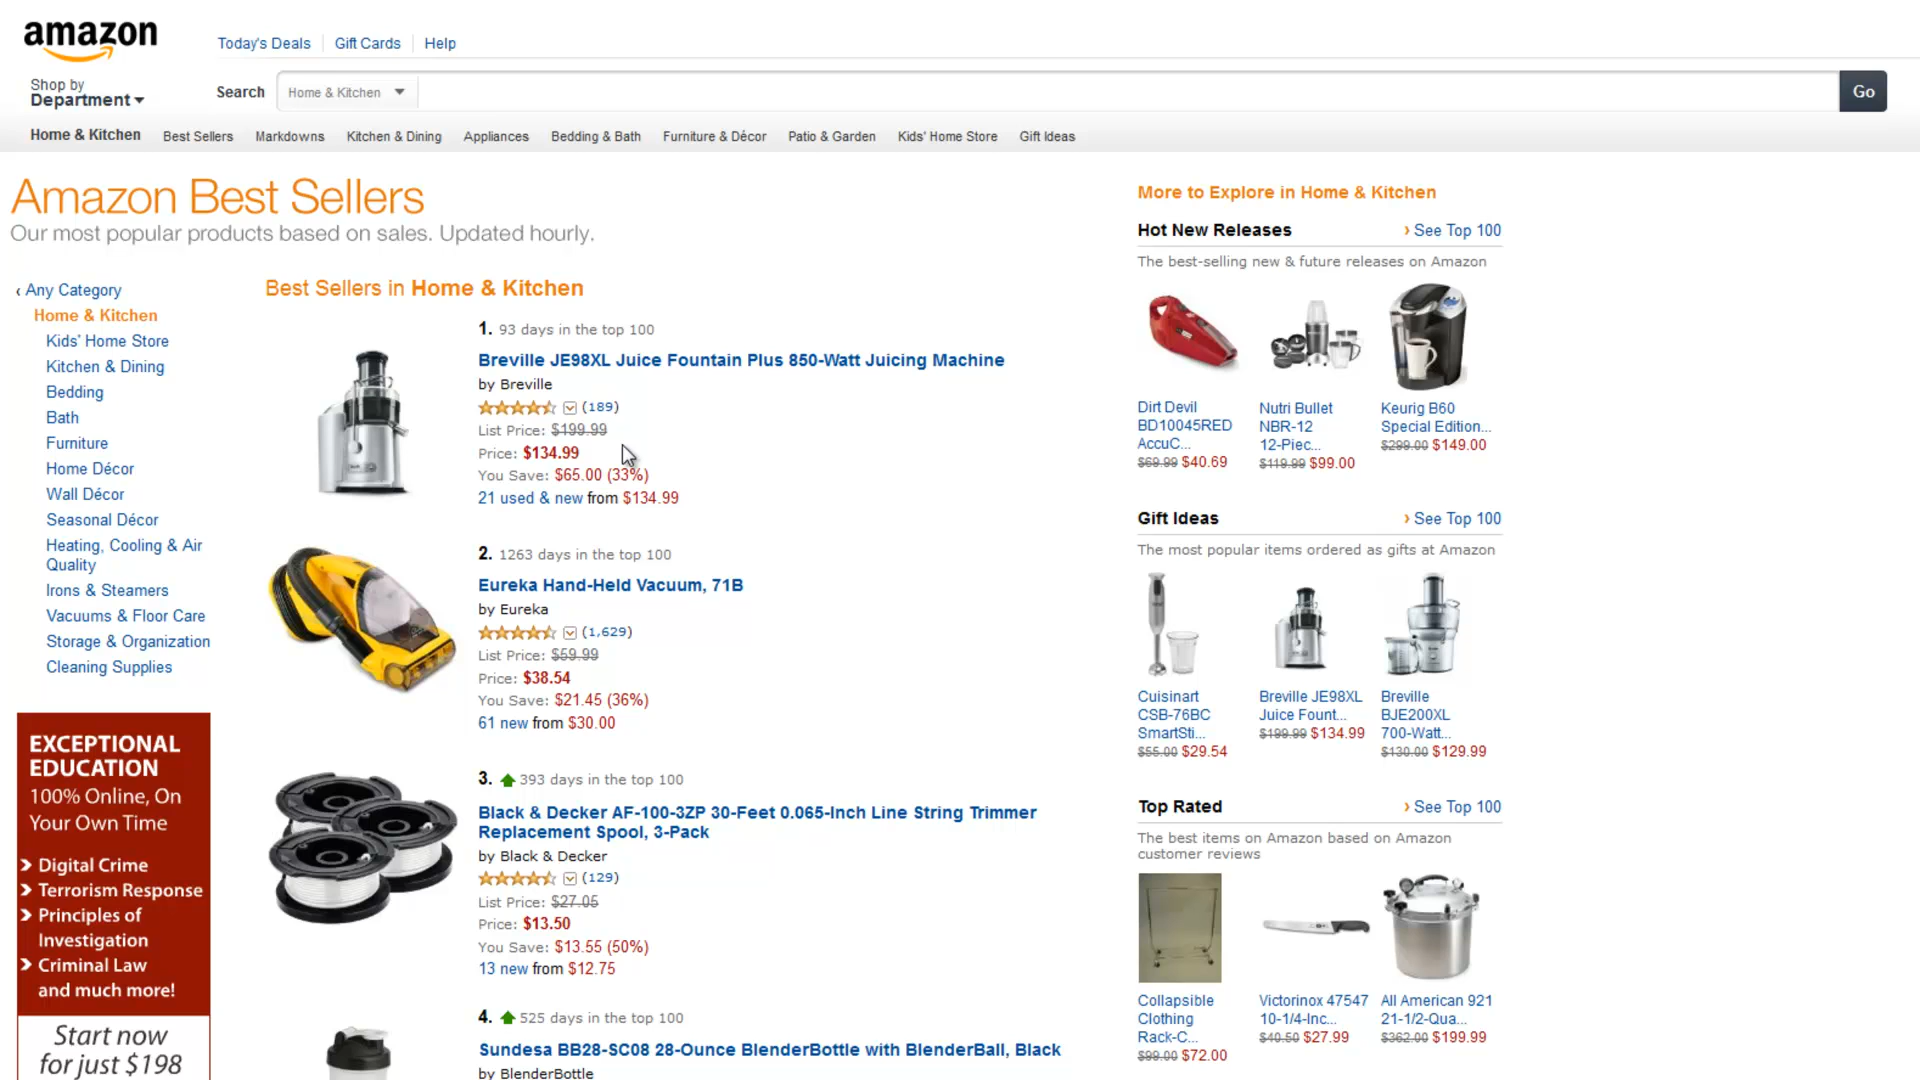 amazon
Today's Deals
Gift Cards
Help
Shop by
Department
Search
Home & Kitchen
Go
Home & Kitchen
Best Sellers
Markdowns
Kitchen & Dining
Appliances
Bedding & Bath
Furniture & Décor
Patio & Garden
Kids' Home Store
Gift Ideas
Amazon Best Sellers
Our most popular products based on sales. Updated hourly.
‹ Any Category
Home & Kitchen
Kids' Home Store
Kitchen & Dining
Bedding
Bath
Furniture
Home Décor
Wall Décor
Seasonal Décor
Heating, Cooling & Air
Quality
Irons & Steamers
Vacuums & Floor Care
Storage & Organization
Cleaning Supplies
EXCEPTIONAL
EDUCATION
100% Online, On
Your Own Time
Digital Crime
Terrorism Response
Principles of
Investigation
Criminal Law
and much more!
Start now
for just $198
Best Sellers in Home & Kitchen
1. 93 days in the top 100
Breville JE98XL Juice Fountain Plus 850-Watt Juicing Machine
by Breville
(189)
List Price: $199.99
Price: $134.99
You Save: $65.00 (33%)
21 used & new from $134.99
2. 1263 days in the top 100
Eureka Hand-Held Vacuum, 71B
by Eureka
(1,629)
List Price: $59.99
Price: $38.54
You Save: $21.45 (36%)
61 new from $30.00
3. 393 days in the top 100
Black & Decker AF-100-3ZP 30-Feet 0.065-Inch Line String Trimmer
Replacement Spool, 3-Pack
by Black & Decker
(129)
List Price: $27.05
Price: $13.50
You Save: $13.55 (50%)
13 new from $12.75
4. 525 days in the top 100
Sundesa BB28-SC08 28-Ounce BlenderBottle with BlenderBall, Black
by BlenderBottle
More to Explore in Home & Kitchen
Hot New Releases
› See Top 100
The best-selling new & future releases on Amazon
Dirt Devil
BD10045RED
AccuC...
$69.99 $40.69
Nutri Bullet
NBR-12
12-Piec...
$119.99 $99.00
Keurig B60
Special Edition...
$299.00 $149.00
Gift Ideas
› See Top 100
The most popular items ordered as gifts at Amazon
Cuisinart
CSB-76BC
SmartSti...
$55.00 $29.54
Breville JE98XL
Juice Fount...
$199.99 $134.99
Breville
BJE200XL
700-Watt...
$130.00 $129.99
Top Rated
› See Top 100
The best items on Amazon based on Amazon
customer reviews
Collapsible
Clothing
Rack-C...
$99.00 $72.00
Victorinox 47547
10-1/4-Inc...
$40.50 $27.99
All American 921
21-1/2-Qua...
$362.00 $199.99